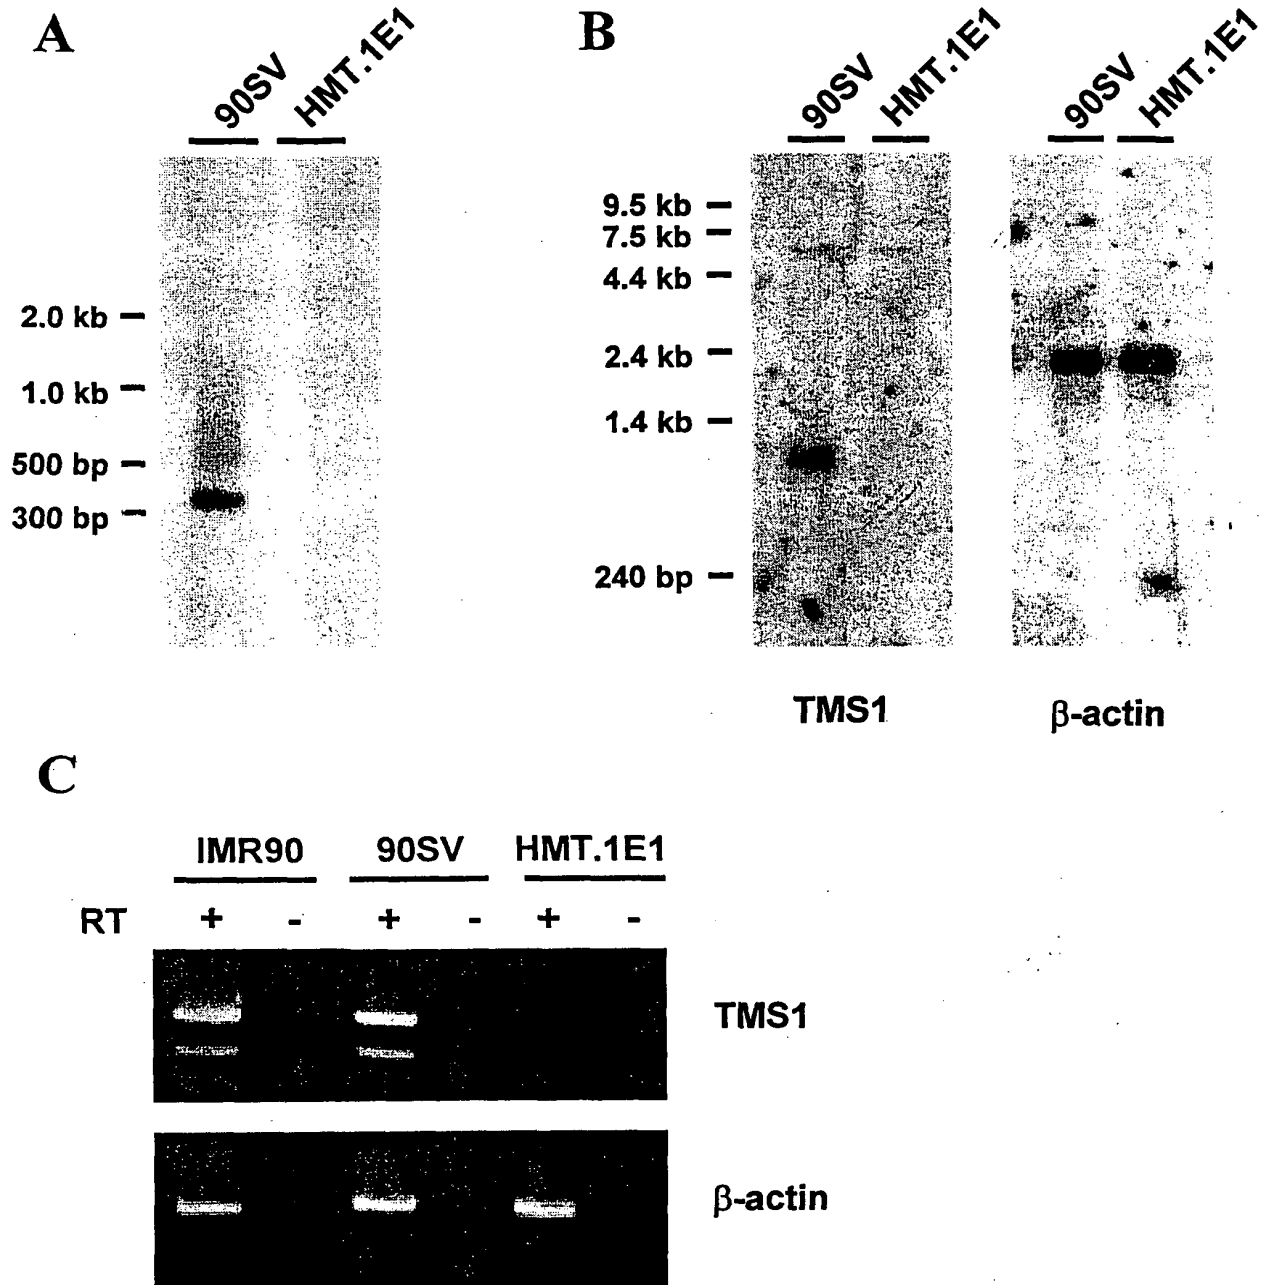 A
90SV
HMT.1E1
2.0 kb
1.0 kb
500 bp
300 bp
B
90SV
HMT.1E1
90SV
HMT.1E1
9.5 kb
7.5 kb
4.4 kb
2.4 kb
1.4 kb
240 bp
TMS1
β-actin
C
IMR90
90SV
HMT.1E1
RT + - + - + -
TMS1
β-actin